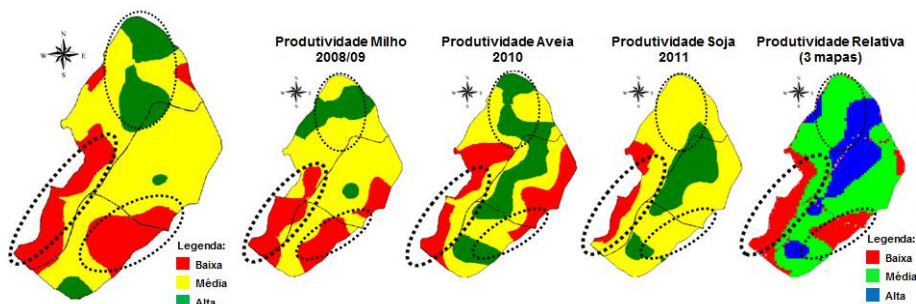 N
W E
S
Legenda:
Baixa
Média
Alta
Produtividade Milho
2008/09
Produtividade Aveia
2010
Produtividade Soja
2011
Produtividade Relativa
(3 mapas)
Legenda:
Baixa
Média
Alta